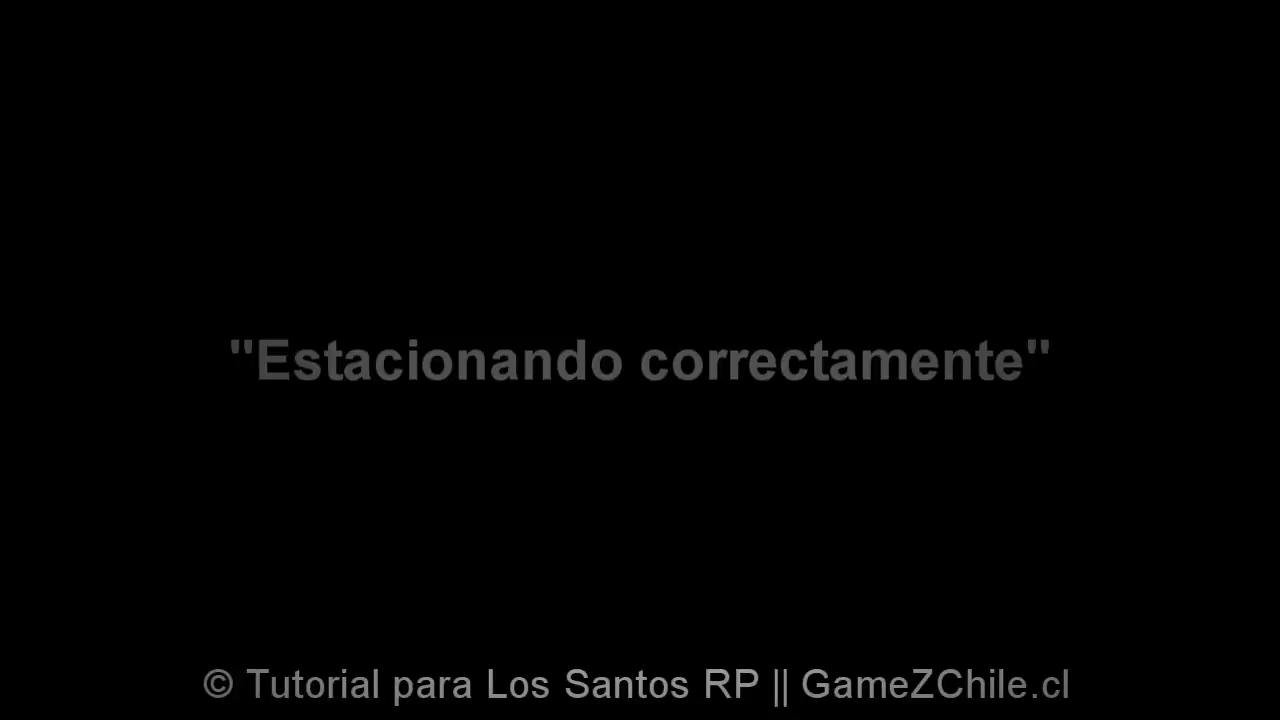 "Estacionando correctamente"
© Tutorial para Los Santos RP || GameZChile.cl